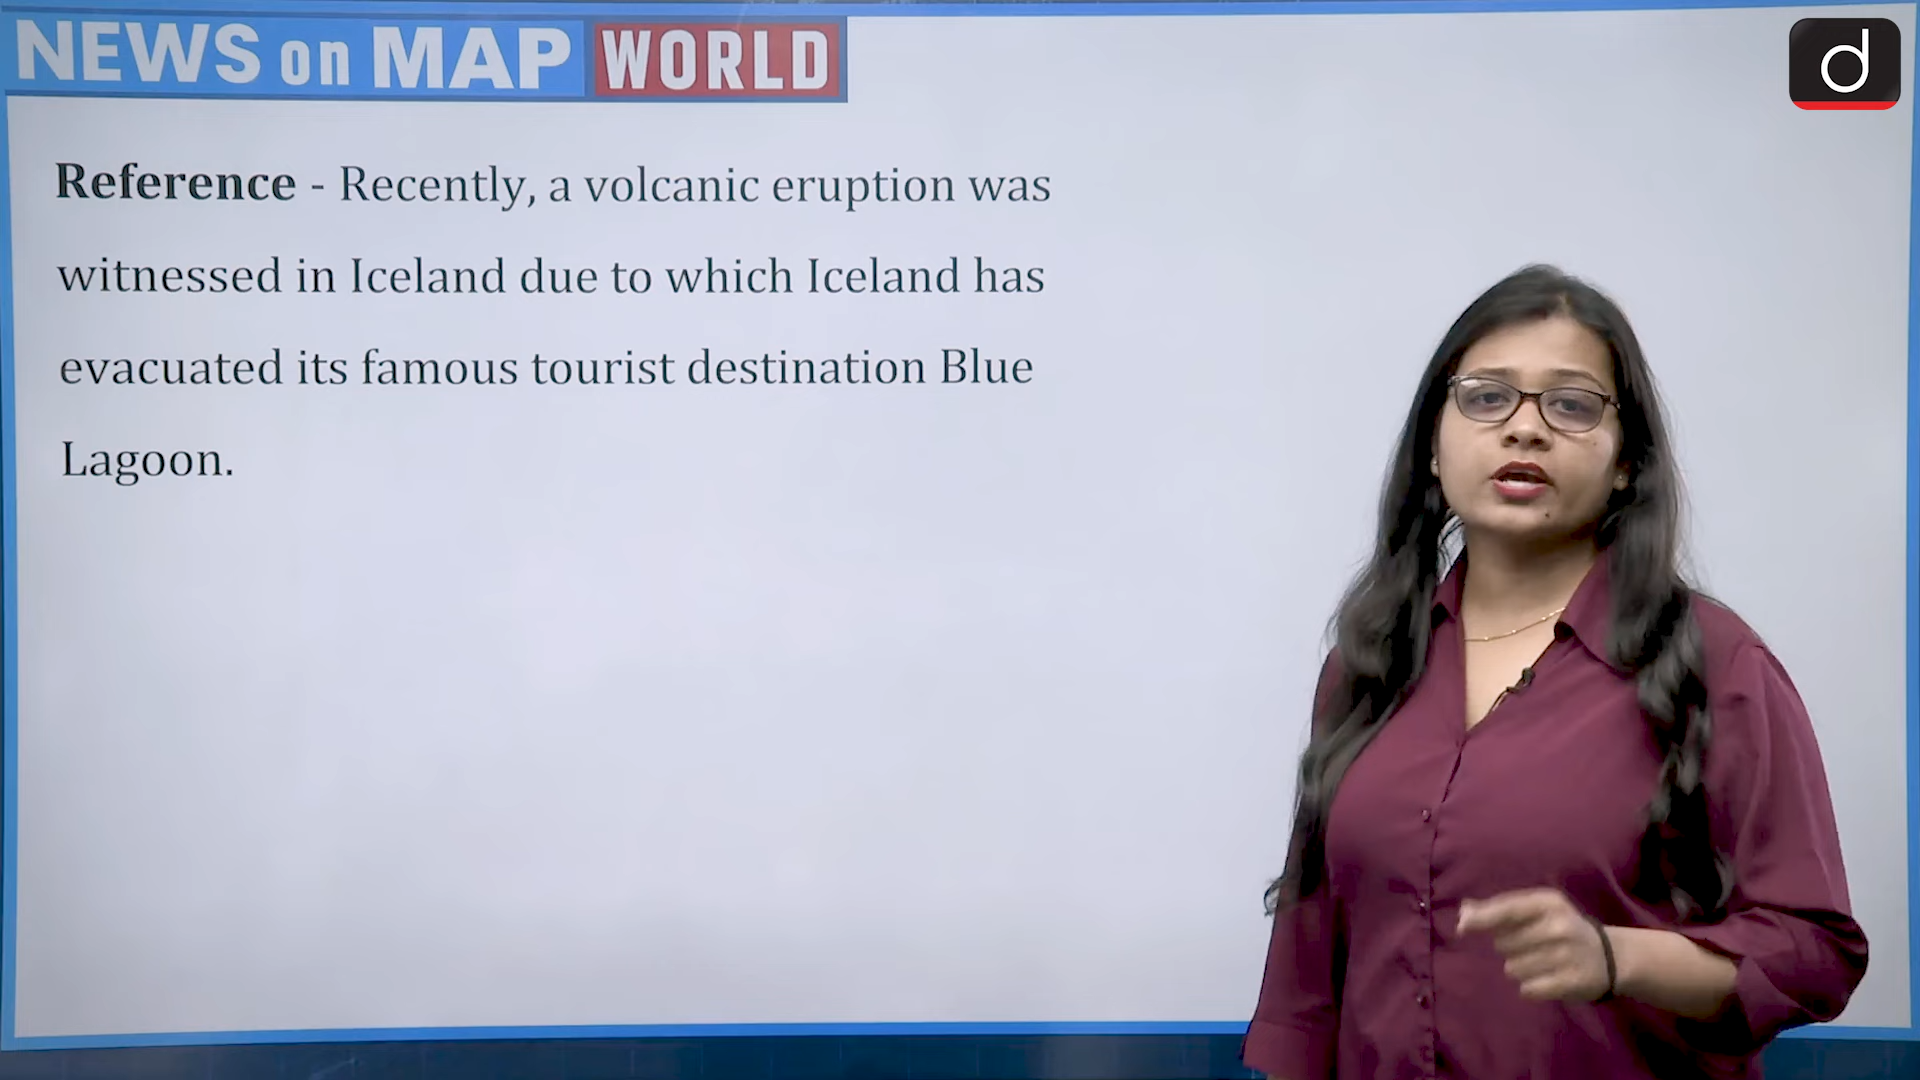 NEWS on MAP WORLD
d
Reference - Recently, a volcanic eruption was
witnessed in Iceland due to which Iceland has
evacuated its famous tourist destination Blue
Lagoon.